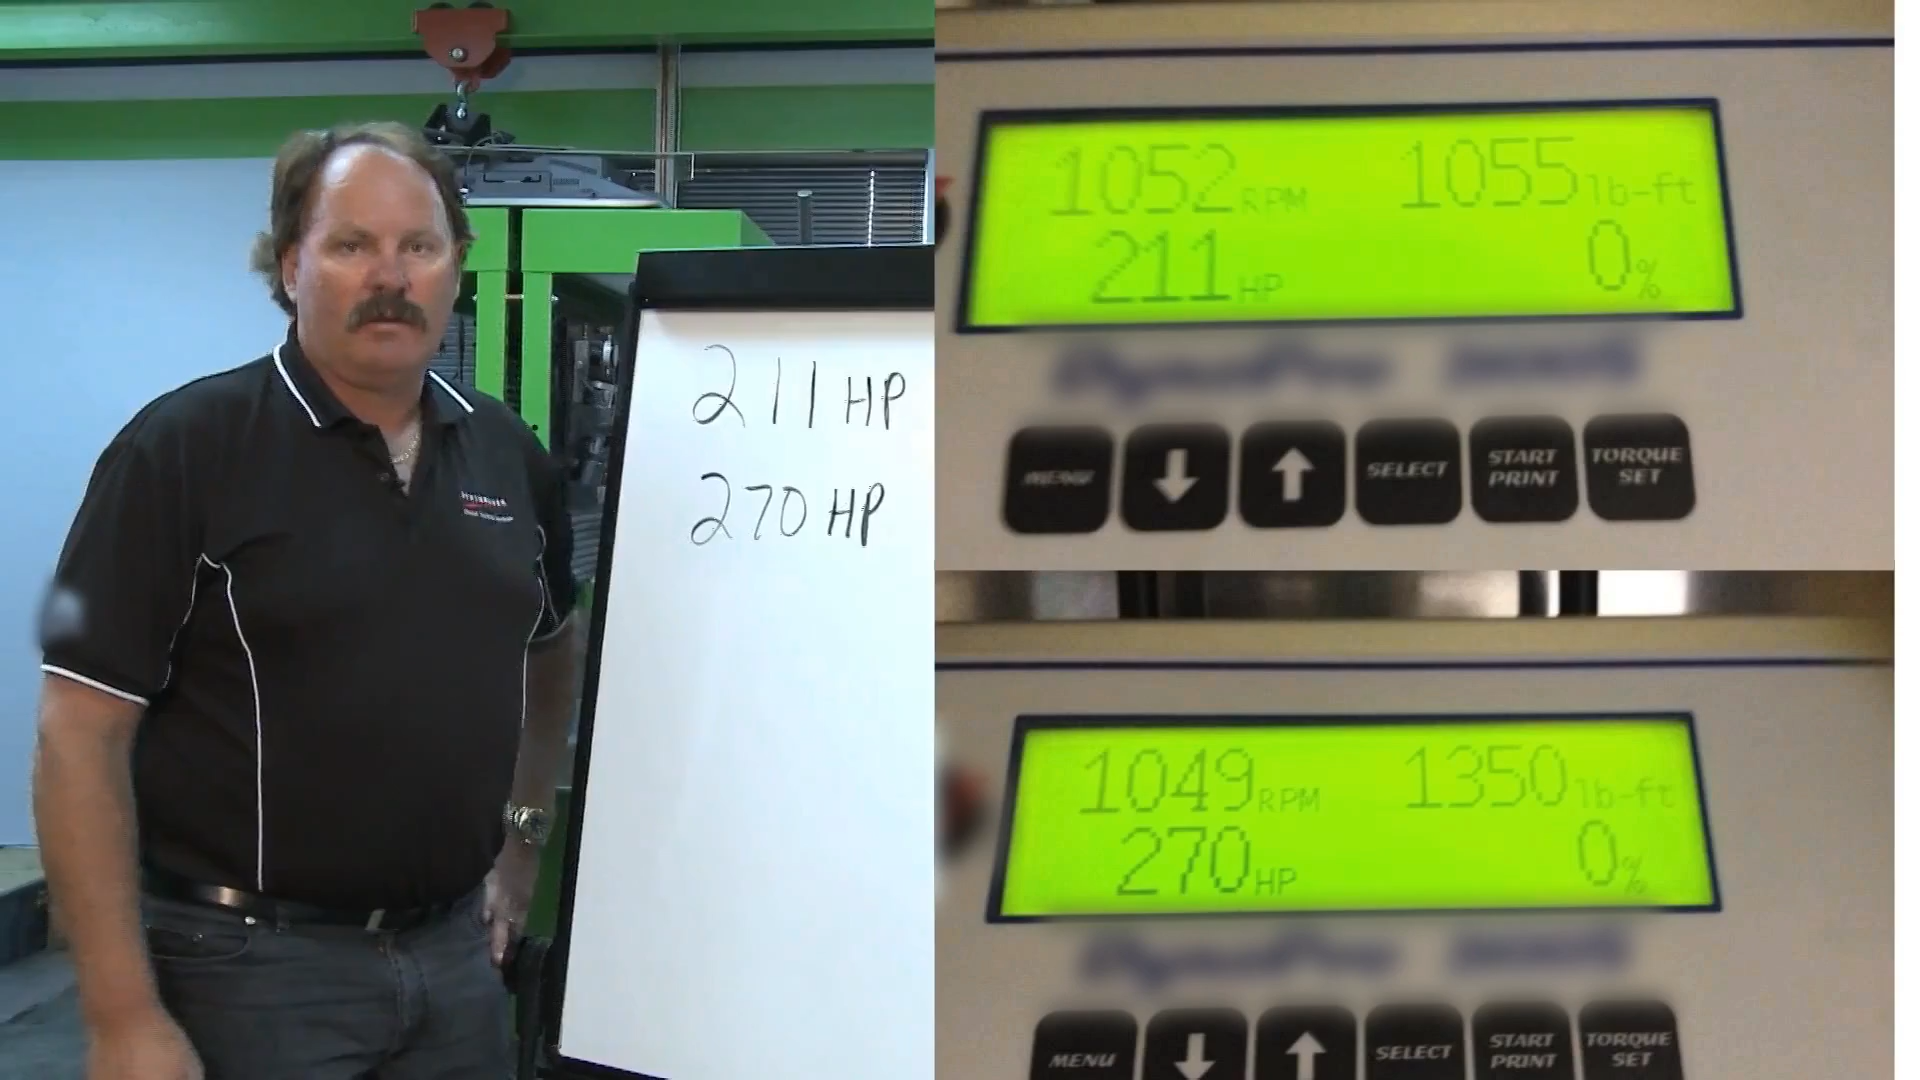 211 HP
270 HP
1052 RPM 1055 lb-ft
211 HP 0%
MENU SELECT START PRINT TORQUE SET
1049 RPM 1350 lb-ft
270 HP 0%
MENU SELECT START PRINT TORQUE SET